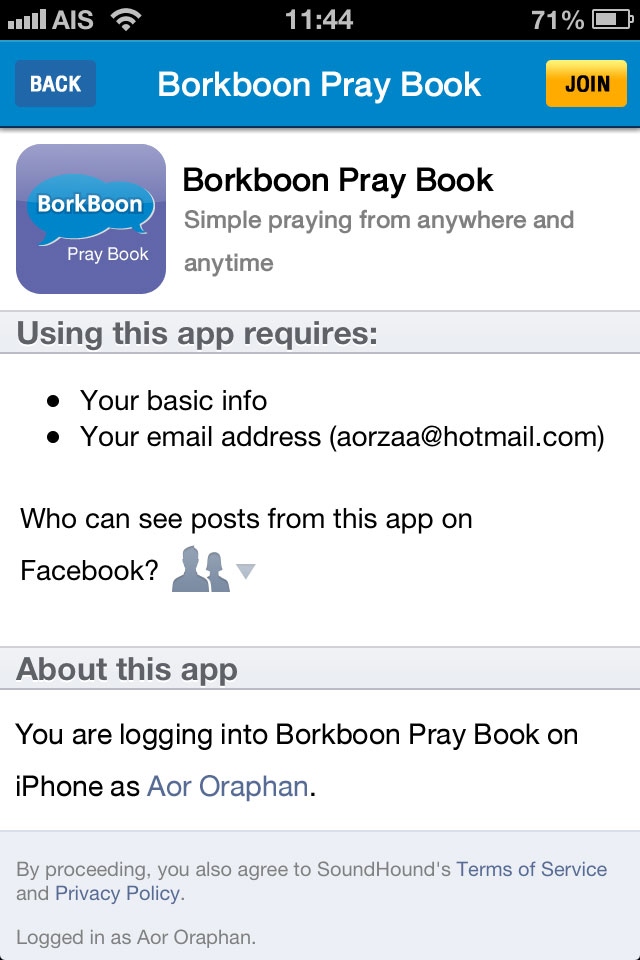 AIS 11:44 71%
BACK Borkboon Pray Book JOIN
BorkBoon
Pray Book
Borkboon Pray Book
Simple praying from anywhere and
anytime
Using this app requires:
• Your basic info
• Your email address (aorzaa@hotmail.com)
Who can see posts from this app on
Facebook?
About this app
You are logging into Borkboon Pray Book on
iPhone as Aor Oraphan.
By proceeding, you also agree to SoundHound's Terms of Service
and Privacy Policy.
Logged in as Aor Oraphan.